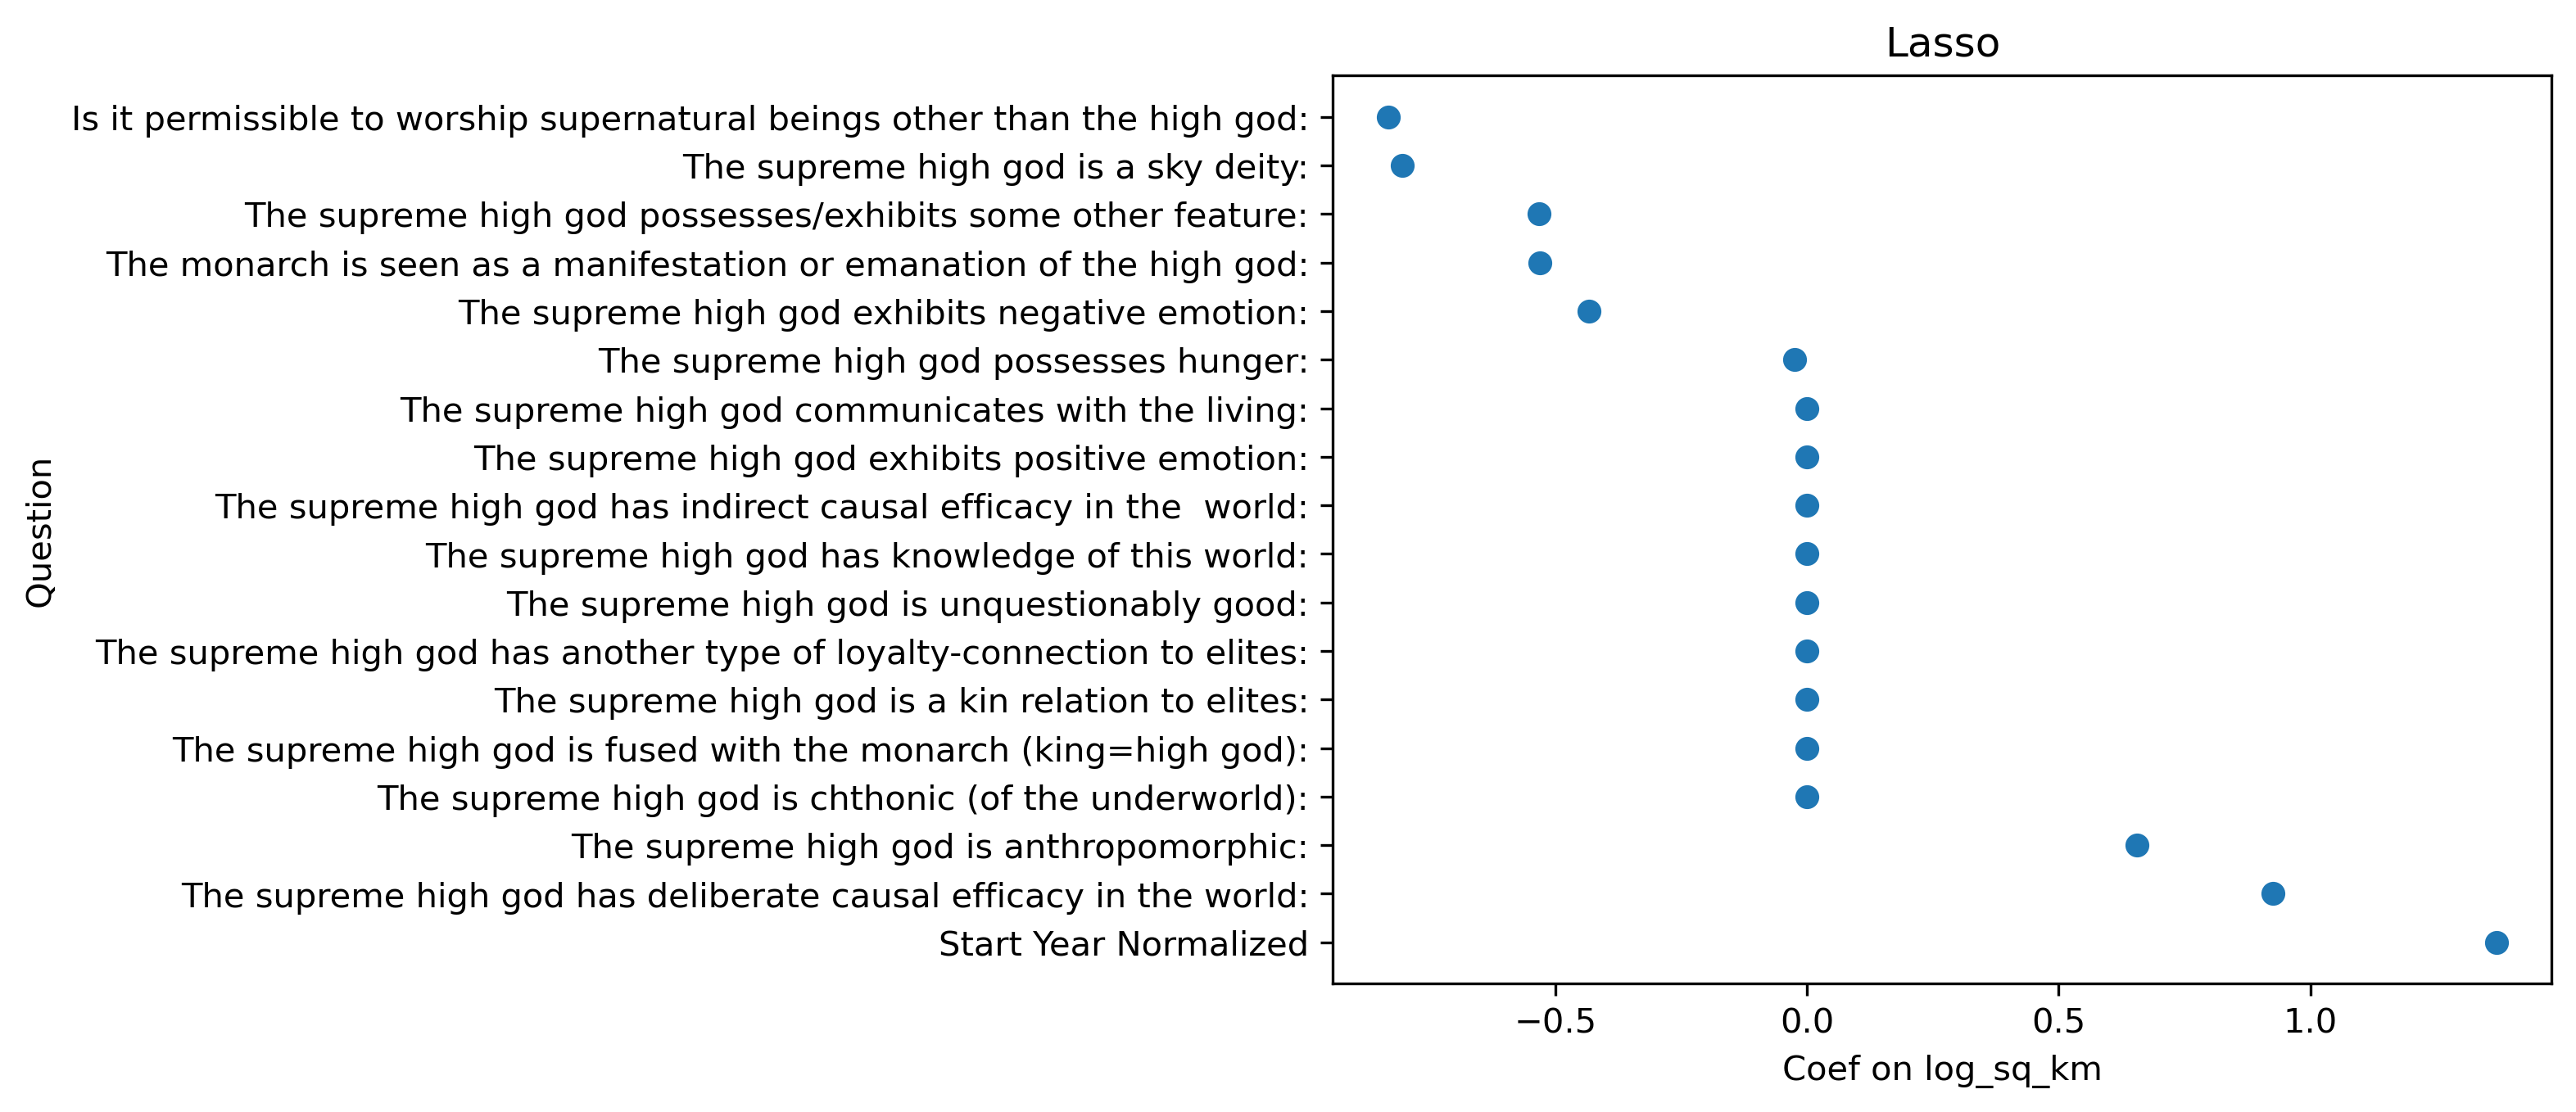 Lasso
Is it permissible to worship supernatural beings other than the high god:
The supreme high god is a sky deity:
The supreme high god possesses/exhibits some other feature:
The monarch is seen as a manifestation or emanation of the high god:
The supreme high god exhibits negative emotion:
The supreme high god possesses hunger:
The supreme high god communicates with the living:
The supreme high god exhibits positive emotion:
The supreme high god has indirect causal efficacy in the  world:
The supreme high god has knowledge of this world:
The supreme high god is unquestionably good:
The supreme high god has another type of loyalty-connection to elites:
The supreme high god is a kin relation to elites:
The supreme high god is fused with the monarch (king=high god):
The supreme high god is chthonic (of the underworld):
The supreme high god is anthropomorphic:
The supreme high god has deliberate causal efficacy in the world:
Start Year Normalized
Question
−0.5 0.0 0.5 1.0
Coef on log_sq_km